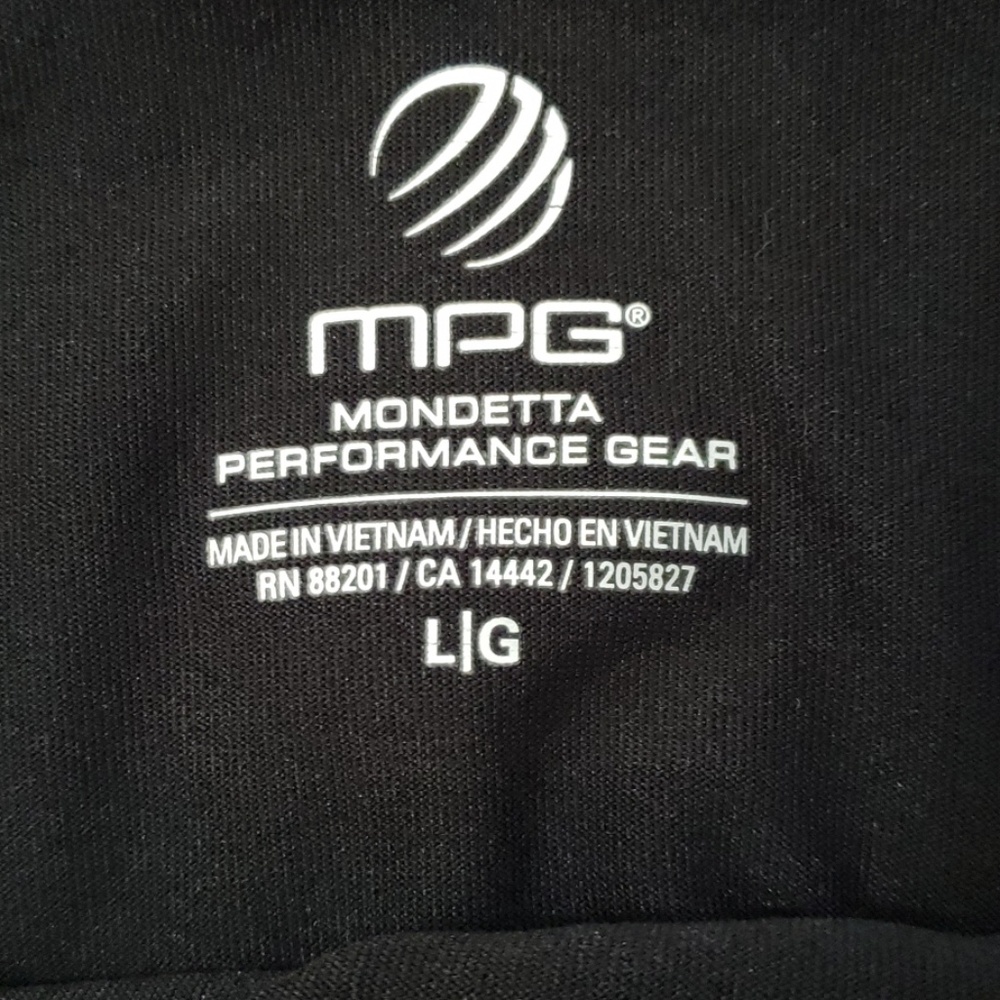 MPG®
MONDETTA
PERFORMANCE GEAR
MADE IN VIETNAM / HECHO EN VIETNAM
RN 88201 / CA 14442 / 1205827
L|G